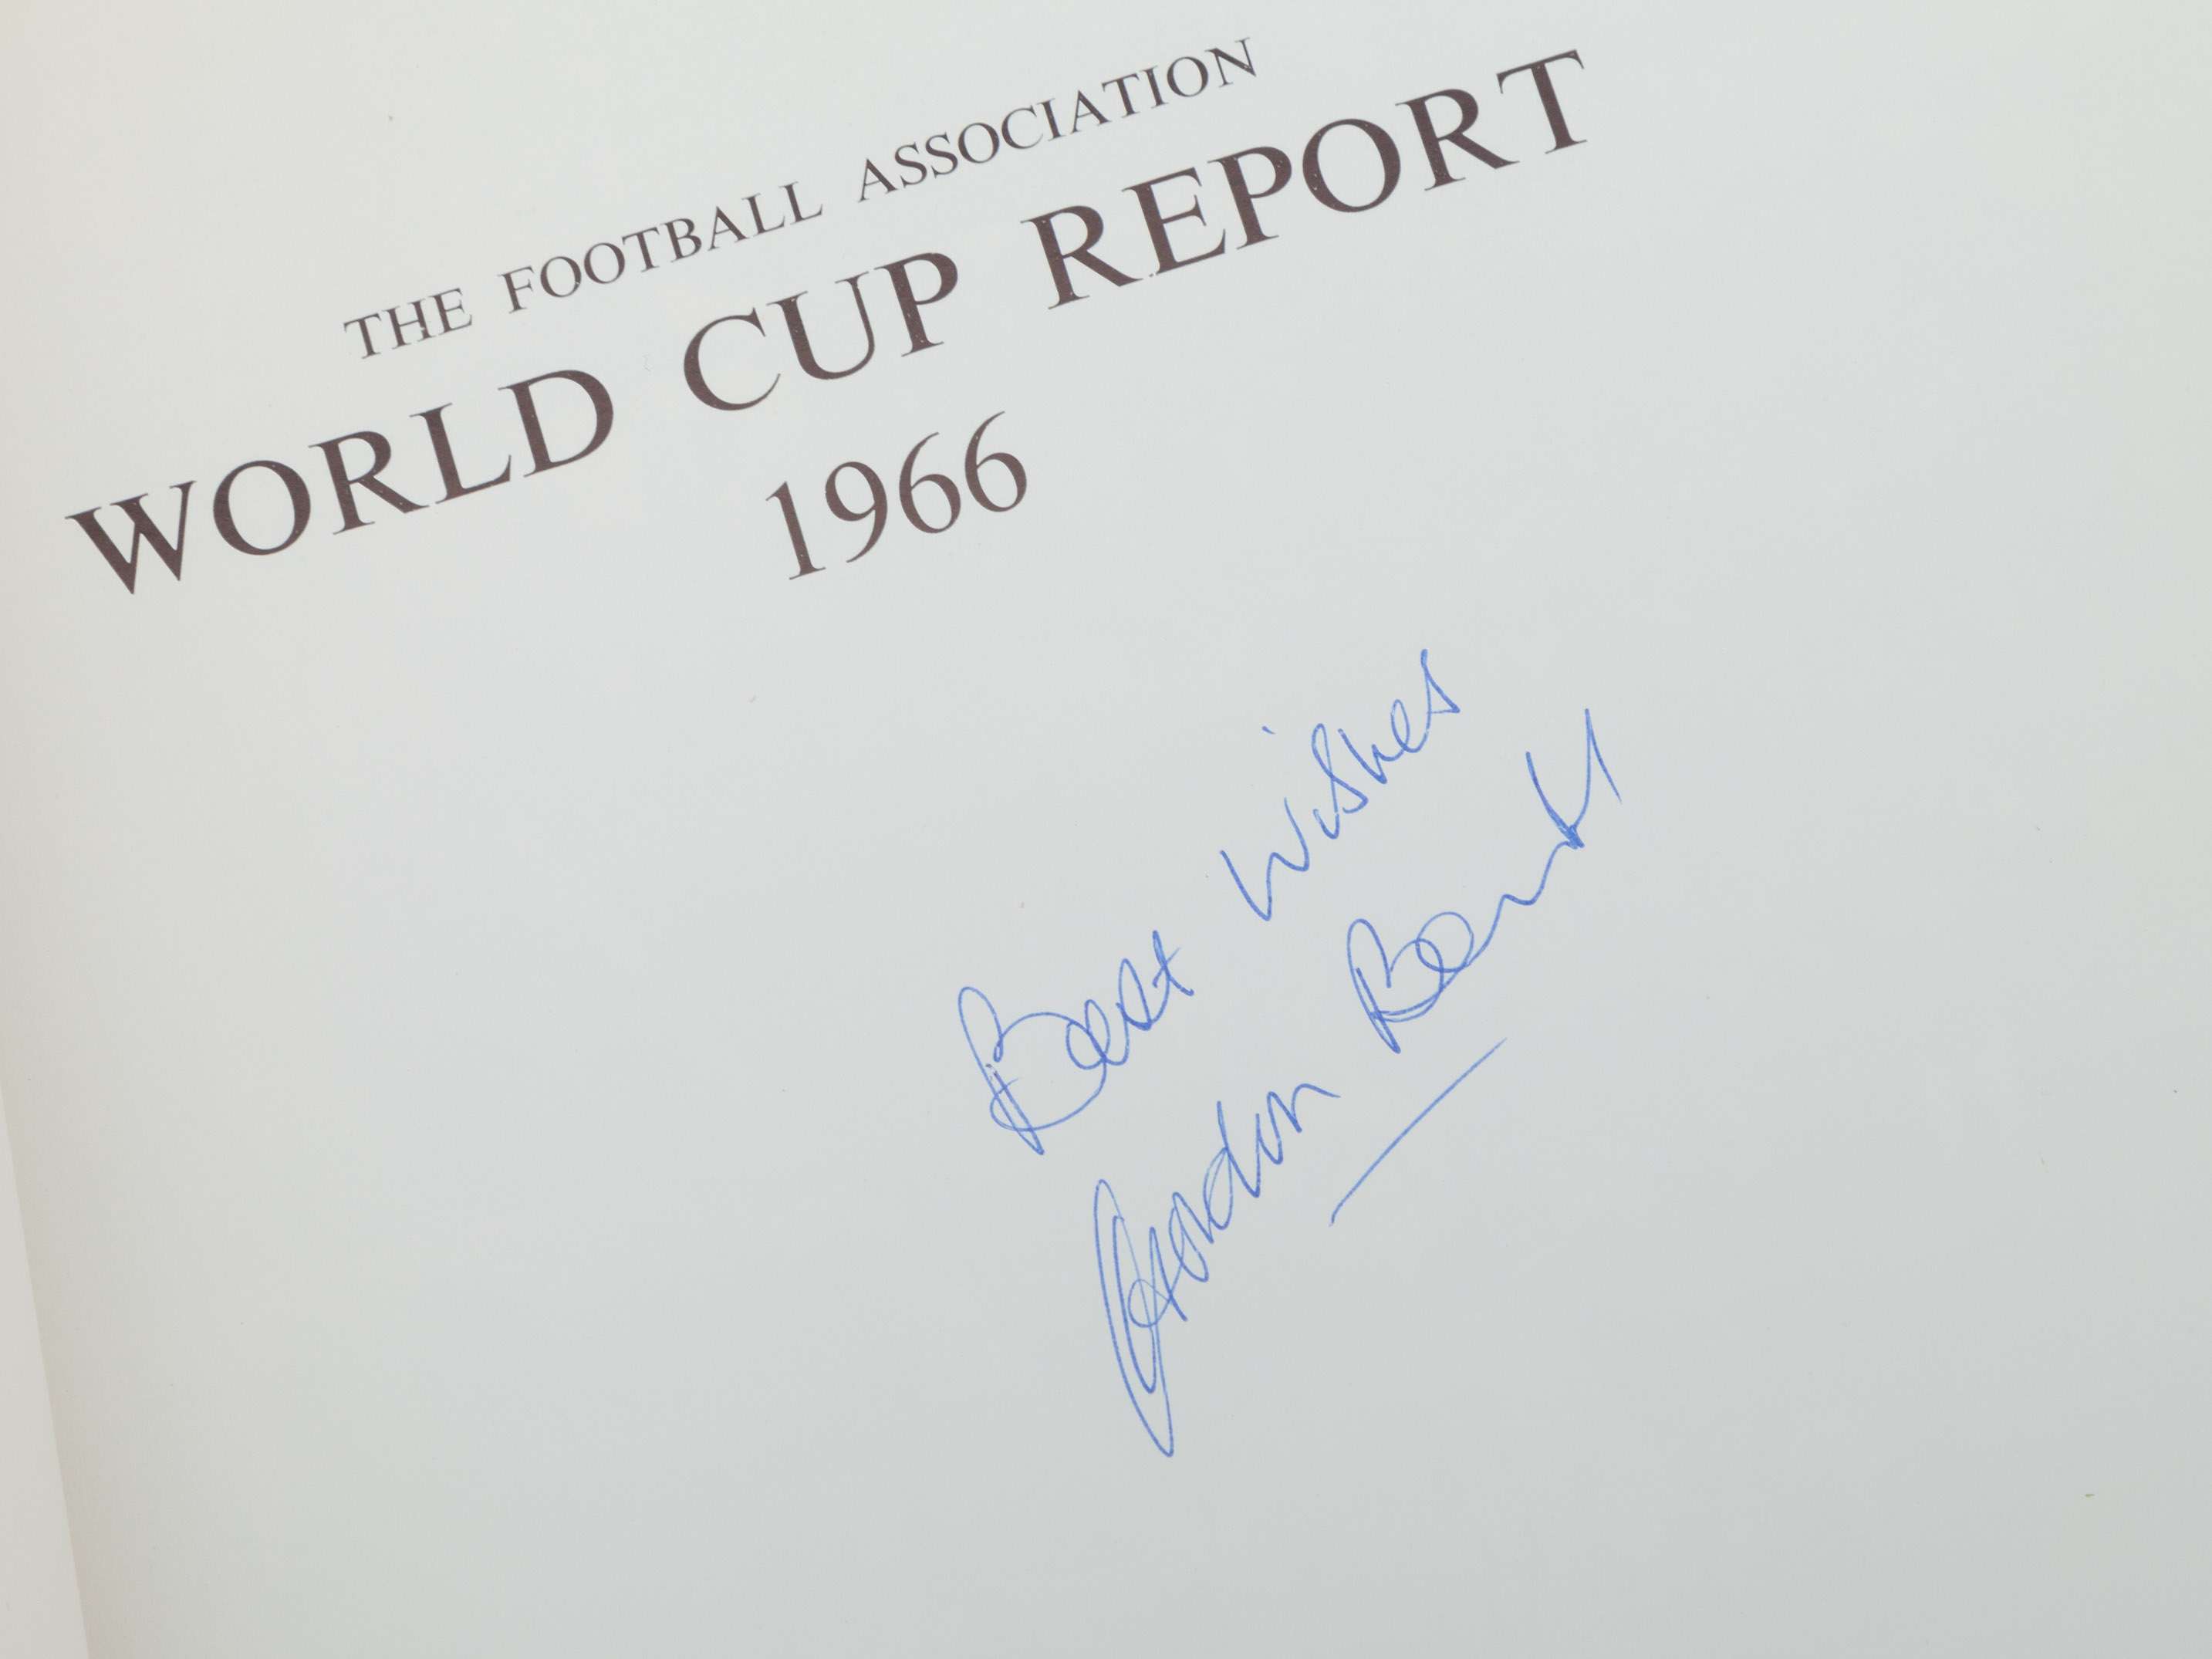 THE FOOTBALL ASSOCIATION
WORLD CUP REPORT
1966
Best Wishes
Gordon Banks